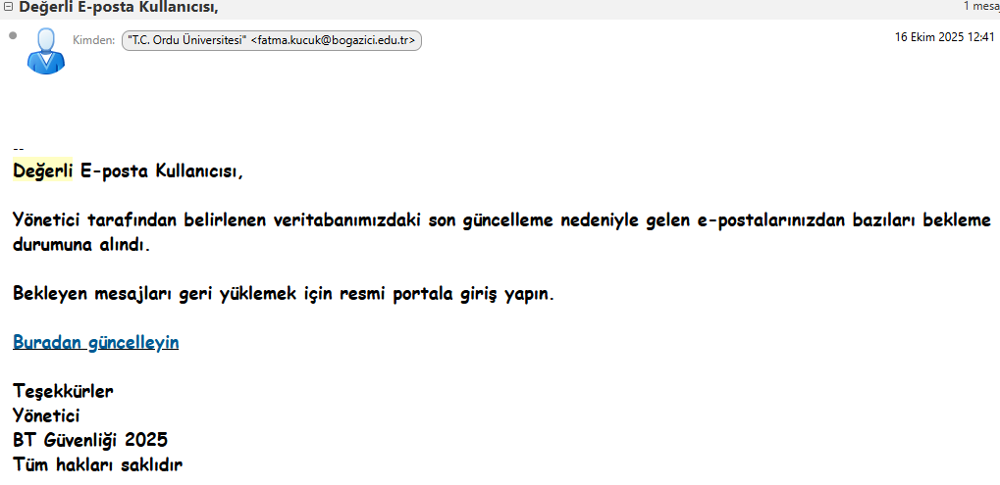 Değerli E-posta Kullanıcısı,
1 mesaj
Kimden: "T.C. Ordu Üniversitesi" <fatma.kucuk@bogazici.edu.tr>
16 Ekim 2025 12:41
--
Değerli E-posta Kullanıcısı,
Yönetici tarafından belirlenen veritabanımızdaki son güncelleme nedeniyle gelen e-postalarınızdan bazıları bekleme
durumuna alındı.
Bekleyen mesajları geri yüklemek için resmi portala giriş yapın.
Buradan güncelleyin
Teşekkürler
Yönetici
BT Güvenliği 2025
Tüm hakları saklıdır